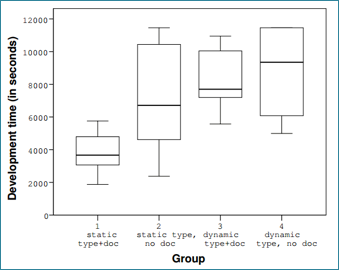 Development time (in seconds)
12000
10000
8000
6000
4000
2000
0
1 2 3 4
static static type, dynamic dynamic
type+doc no doc type+doc type, no doc
Group